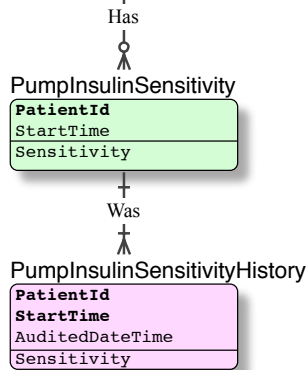 Has
PumpInsulinSensitivity
PatientId
StartTime
Sensitivity
Was
PumpInsulinSensitivityHistory
PatientId
StartTime
AuditedDateTime
Sensitivity